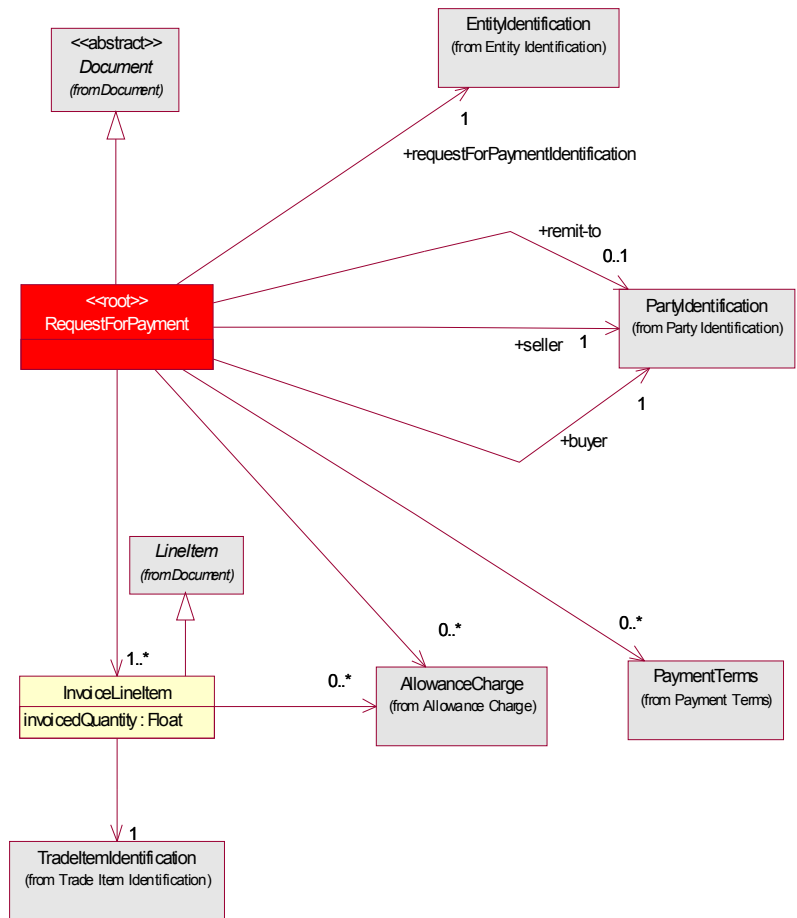 <<abstract>>
Document
(fromDocument)
EntityIdentification
(from Entity Identification)
1
+requestForPaymentIdentification
+remit-to
0..1
<<root>>
RequestForPayment
PartyIdentification
(from Party Identification)
+seller
1
1
+buyer
LineItem
(fromDocument)
1..*
0..*
0..*
0..*
InvoiceLineItem
invoicedQuantity : Float
AllowanceCharge
(from Allowance Charge)
PaymentTerms
(from Payment Terms)
1
TradeItemIdentification
(from Trade Item Identification)